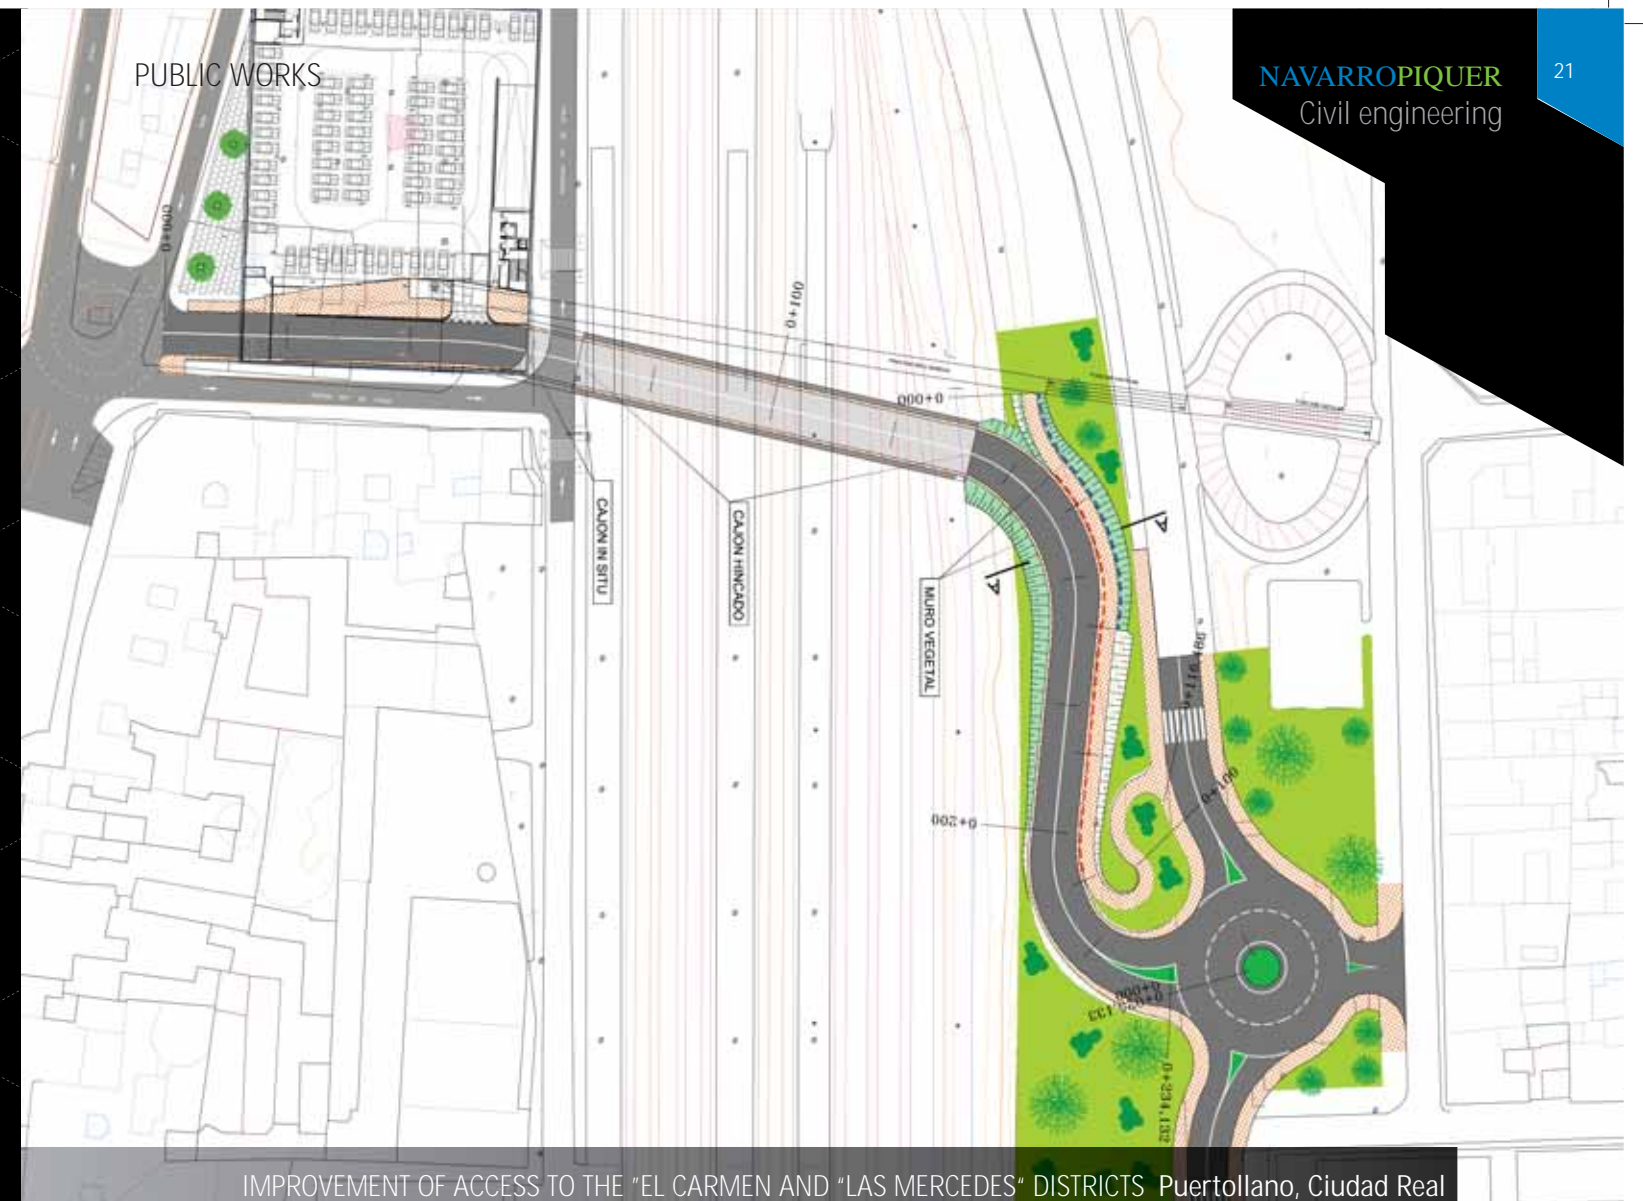 PUBLIC WORKS
NAVARROPIQUER
Civil engineering
21
0+000
0+100
0+000
CAJON IN SITU
CAJON HINCADO
MURO VEGETAL
A
A
0+200
0+100
0+000
0+234,132
IMPROVEMENT OF ACCESS TO THE "EL CARMEN AND "LAS MERCEDES" DISTRICTS Puertollano, Ciudad Real